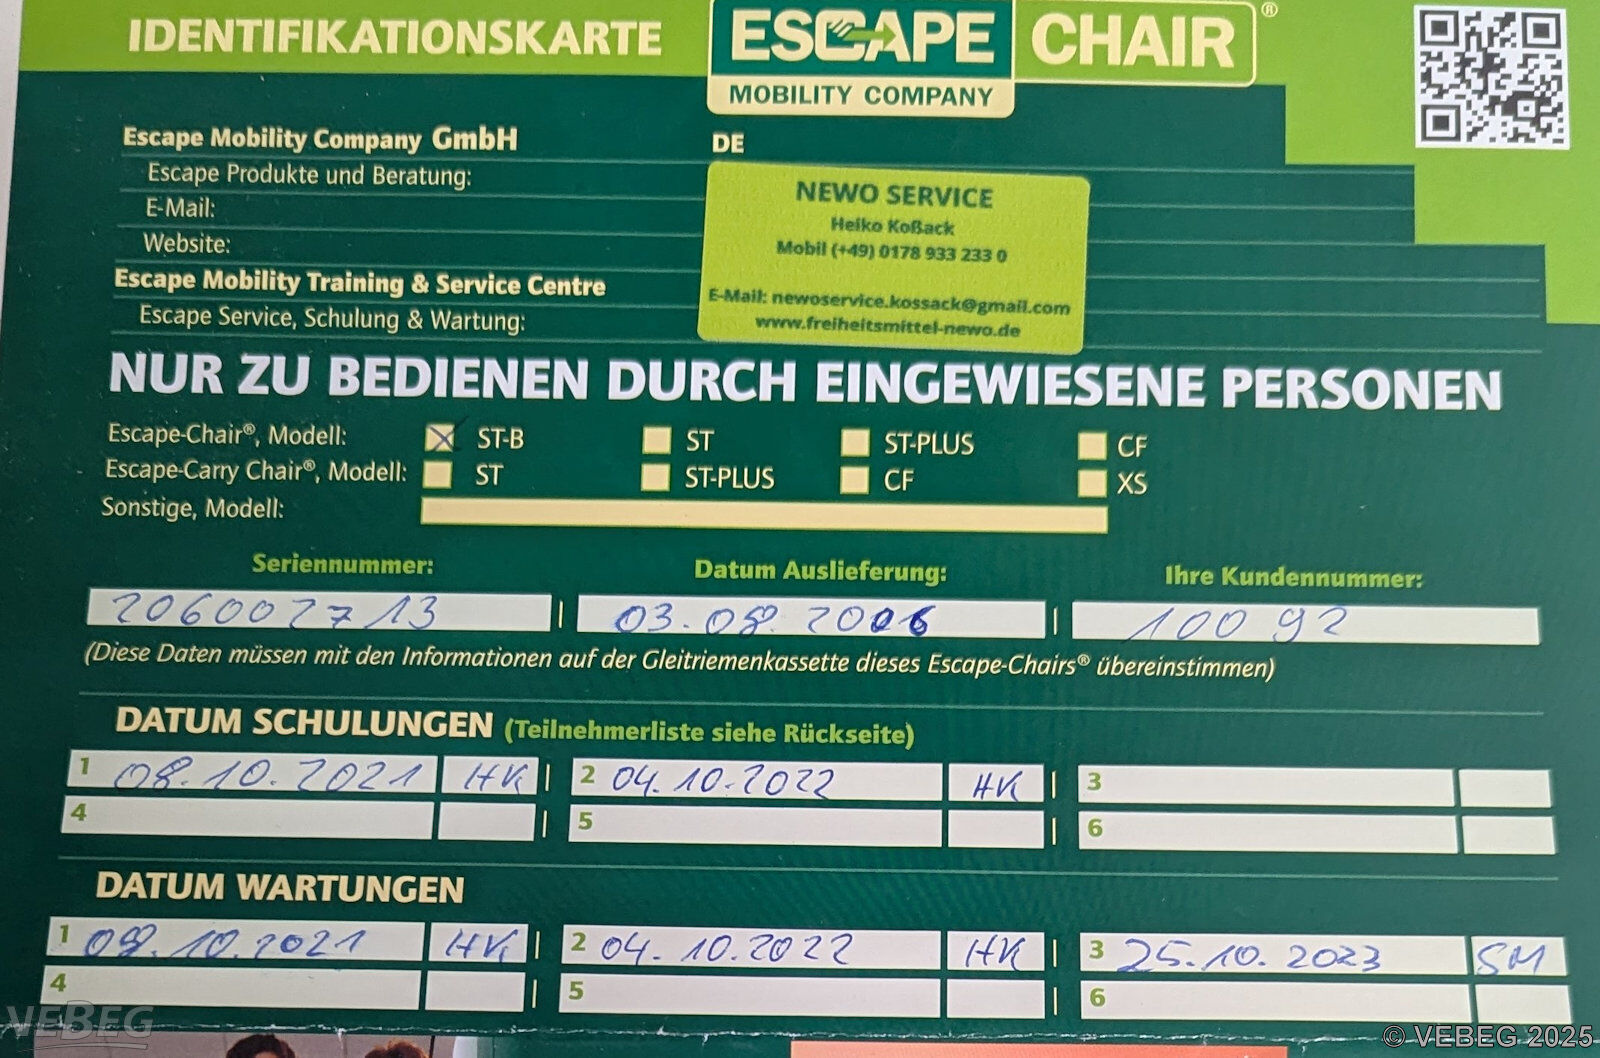 IDENTIFIKATIONSKARTE
ESCAPE CHAIR®
MOBILITY COMPANY
Escape Mobility Company GmbH
DE
Escape Produkte und Beratung:
E-Mail:
Website:
Escape Mobility Training & Service Centre
Escape Service, Schulung & Wartung:
NEWO SERVICE
Heiko Koßack
Mobil (+49) 0178 933 233 0
E-Mail: newoservice.kossack@gmail.com
www.freiheitsmittel-newo.de
NUR ZU BEDIENEN DURCH EINGEWIESENE PERSONEN
Escape-Chair®, Modell: ST-B ST ST-PLUS CF
Escape-Carry Chair®, Modell: ST ST-PLUS CF XS
Sonstige, Modell:
Seriennummer: Datum Auslieferung: Ihre Kundennummer:
2060027713 03.08.2006 10092
(Diese Daten müssen mit den Informationen auf der Gleitriemenkassette dieses Escape-Chairs® übereinstimmen)
DATUM SCHULUNGEN (Teilnehmerliste siehe Rückseite)
1 08.10.2021 HK 2 04.10.2022 HK 3
4 5 6
DATUM WARTUNGEN
1 08.10.2021 HK 2 04.10.2022 HK 3 25.10.2023 SM
4 5 6
VEBEG
© VEBEG 2025